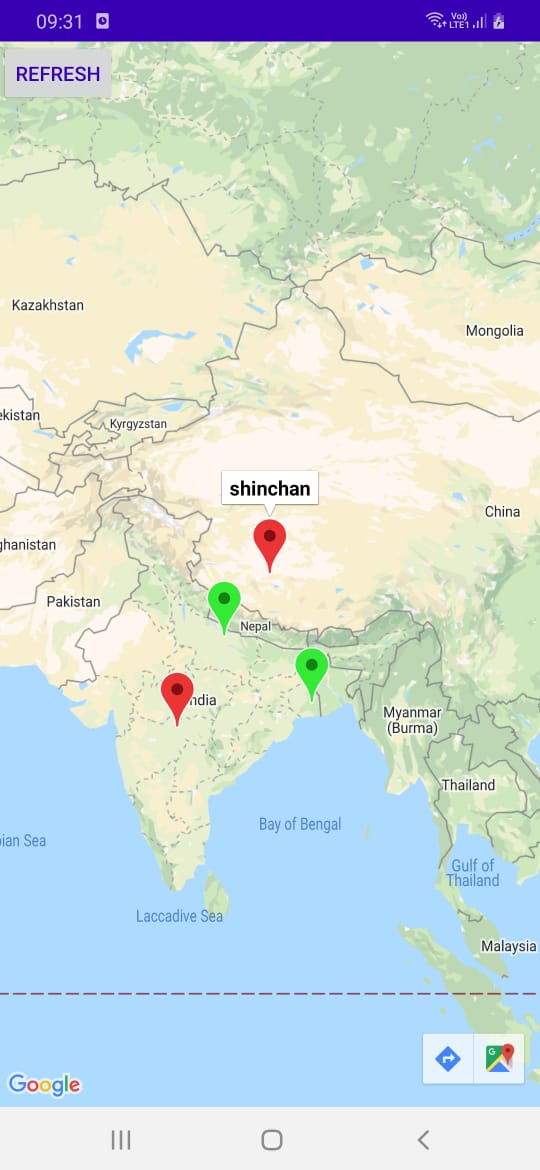 09:31
Vo))
LTE1
REFRESH
Kazakhstan
Mongolia
ekistan
Kyrgyzstan
shinchan
China
ghanistan
Pakistan
Nepal
ndia
Myanmar
(Burma)
Thailand
Bay of Bengal
ian Sea
Gulf of
Thailand
Laccadive Sea
Malaysia
G
Google